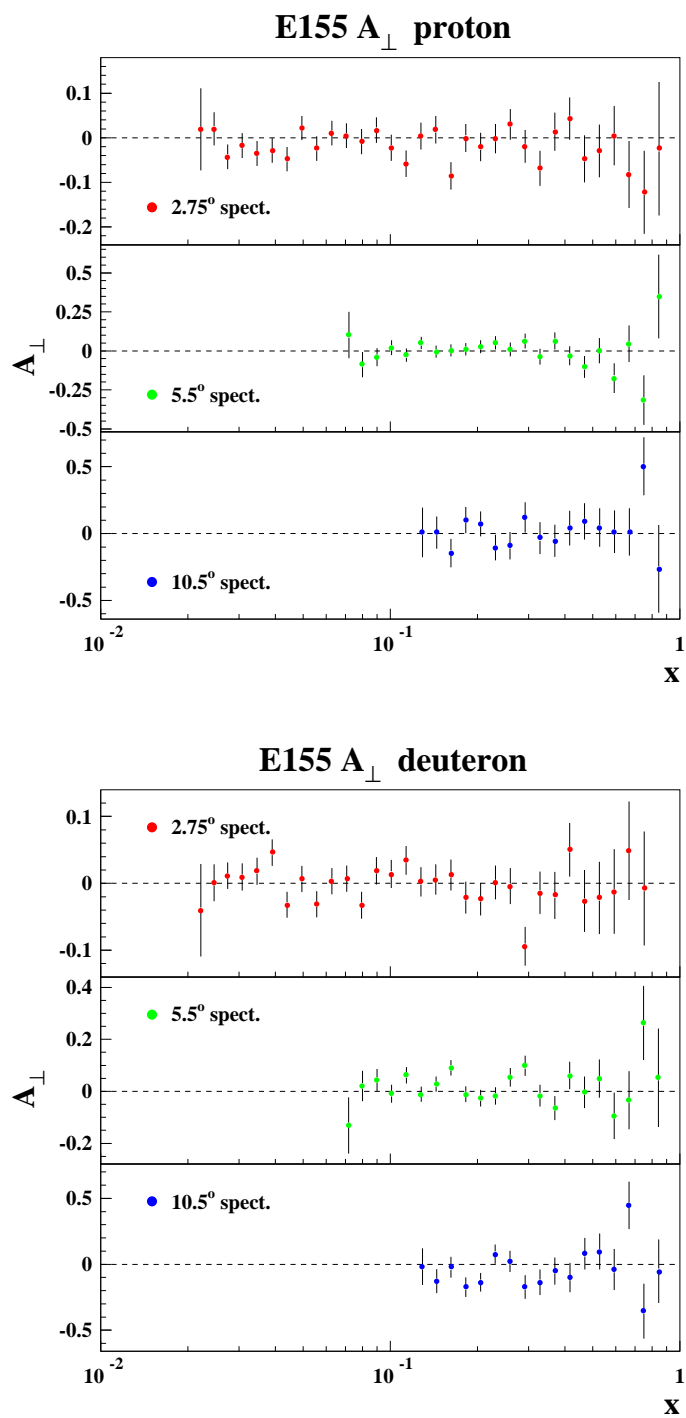 E155 A⊥ proton
0.1
0
-0.1
-0.2
2.75° spect.
0.5
0.25
0
-0.25
-0.5
5.5° spect.
A⊥
0.5
0
-0.5
10.5° spect.
10⁻² 10⁻¹ 1
x
E155 A⊥ deuteron
0.1
0
-0.1
2.75° spect.
0.4
0.2
0
-0.2
5.5° spect.
A⊥
0.5
0
-0.5
10.5° spect.
10⁻² 10⁻¹ 1
x